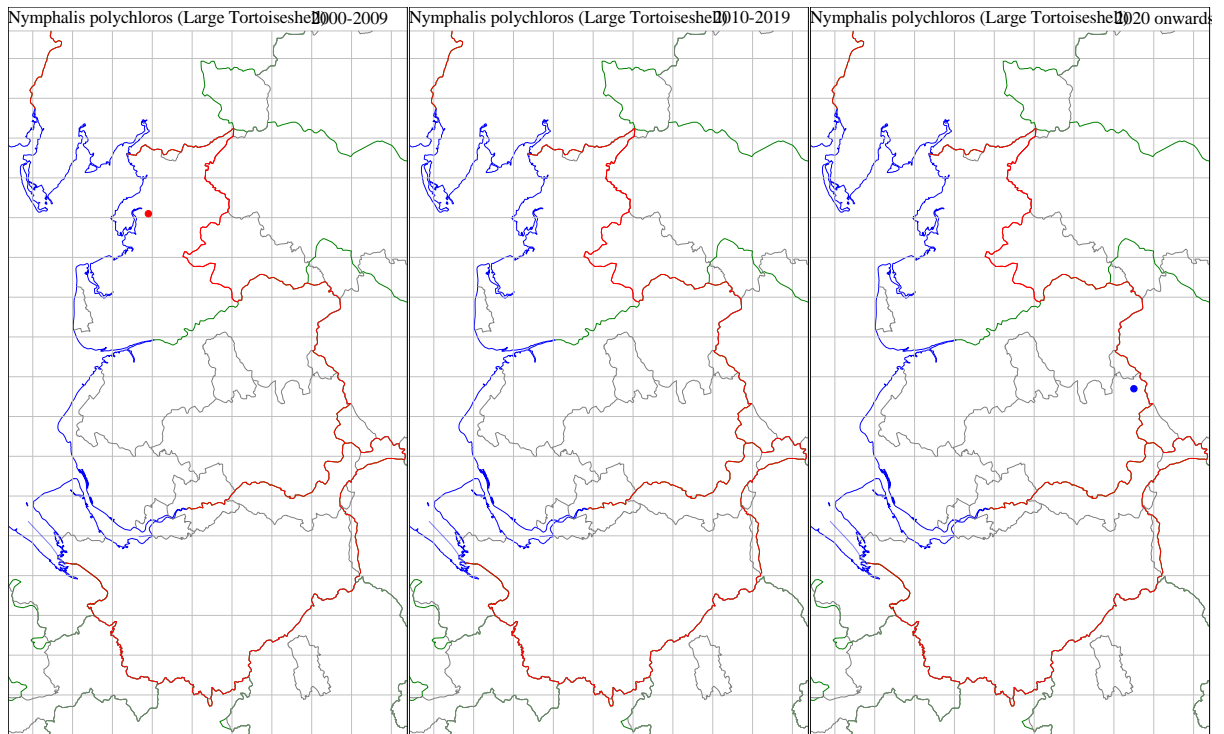 Nymphalis polychloros (Large Tortoiseshell) 2000-2009
Nymphalis polychloros (Large Tortoiseshell) 2010-2019
Nymphalis polychloros (Large Tortoiseshell) 2020 onwards